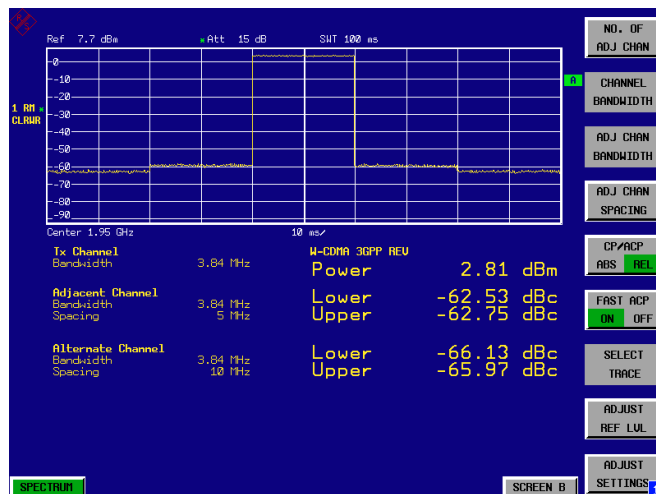 Ref 7.7 dBm *Att 15 dB SWT 100 ms
0
-10
-20
-30
-40
-50
-60
-70
-80
-90
A
1 RM *
CLRWR
Center 1.95 GHz 10 ms/
Tx Channel W-CDMA 3GPP REV
Bandwidth 3.84 MHz Power 2.81 dBm
Adjacent Channel Lower -62.53 dBc
Bandwidth 3.84 MHz Upper -62.75 dBc
Spacing 5 MHz
Alternate Channel Lower -66.13 dBc
Bandwidth 3.84 MHz Upper -65.97 dBc
Spacing 10 MHz
SPECTRUM SCREEN B
NO. OF
ADJ CHAN
CHANNEL
BANDWIDTH
ADJ CHAN
BANDWIDTH
ADJ CHAN
SPACING
CP/ACP
ABS REL
FAST ACP
ON OFF
SELECT
TRACE
ADJUST
REF LVL
ADJUST
SETTINGS
1